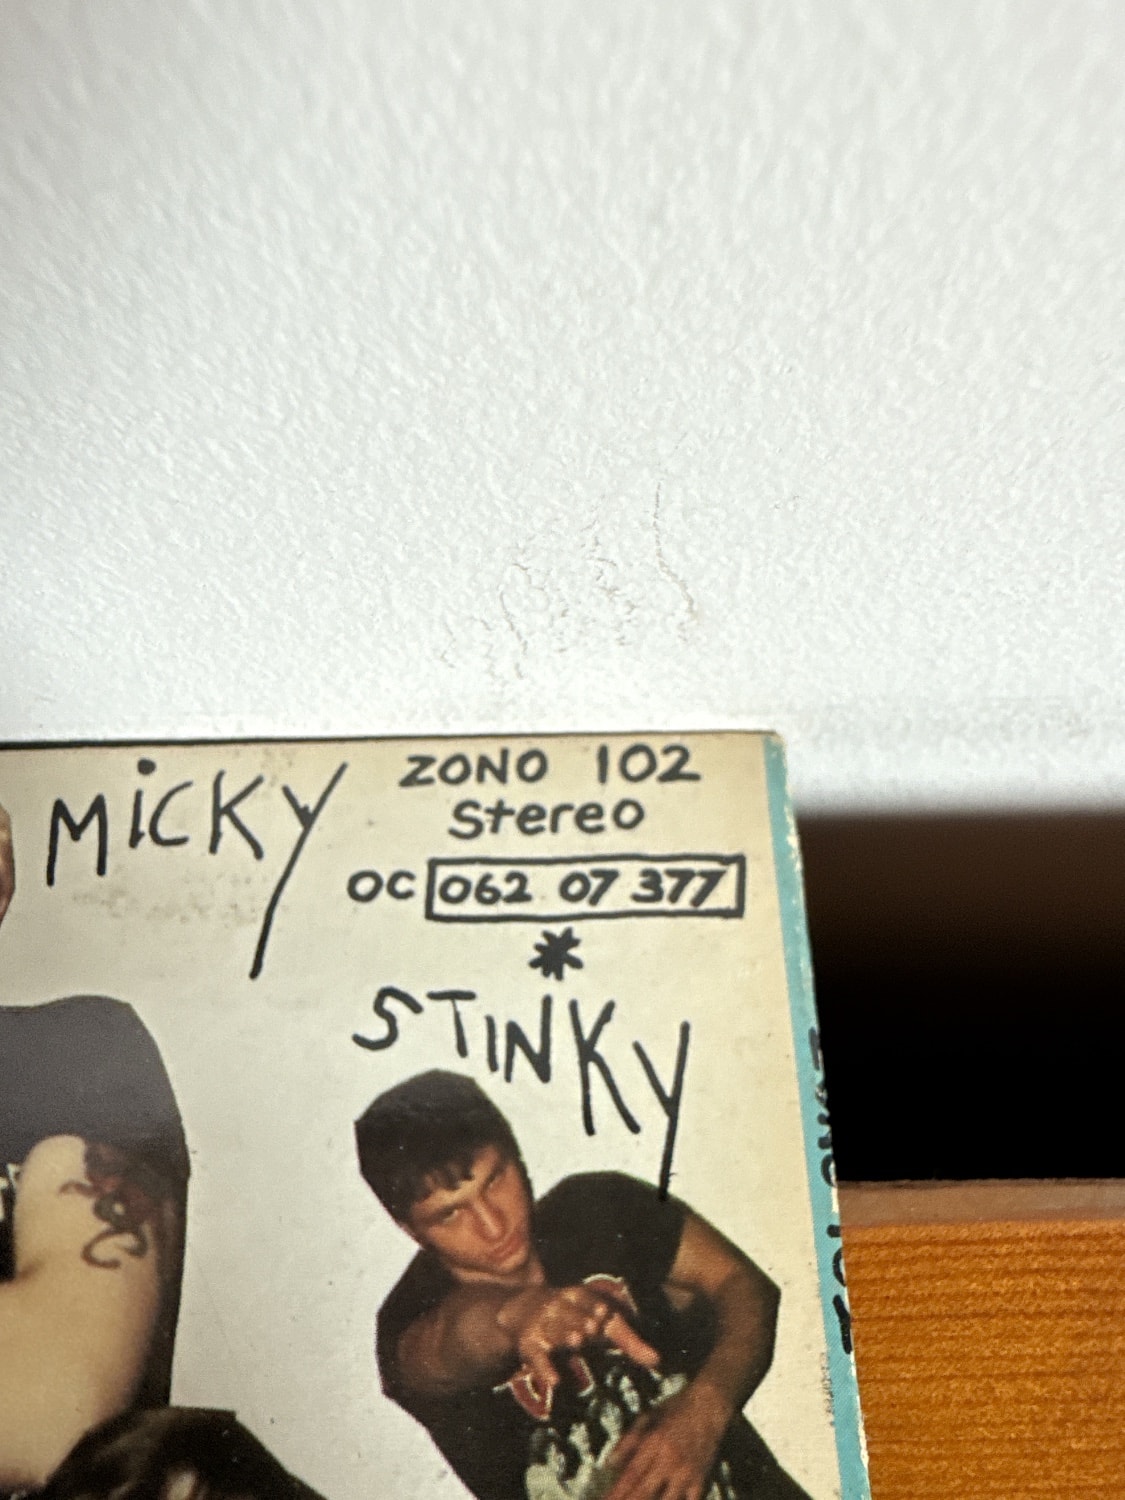 MicKy
ZONO 102
Stereo
OC 062 07 377
*
STINKy